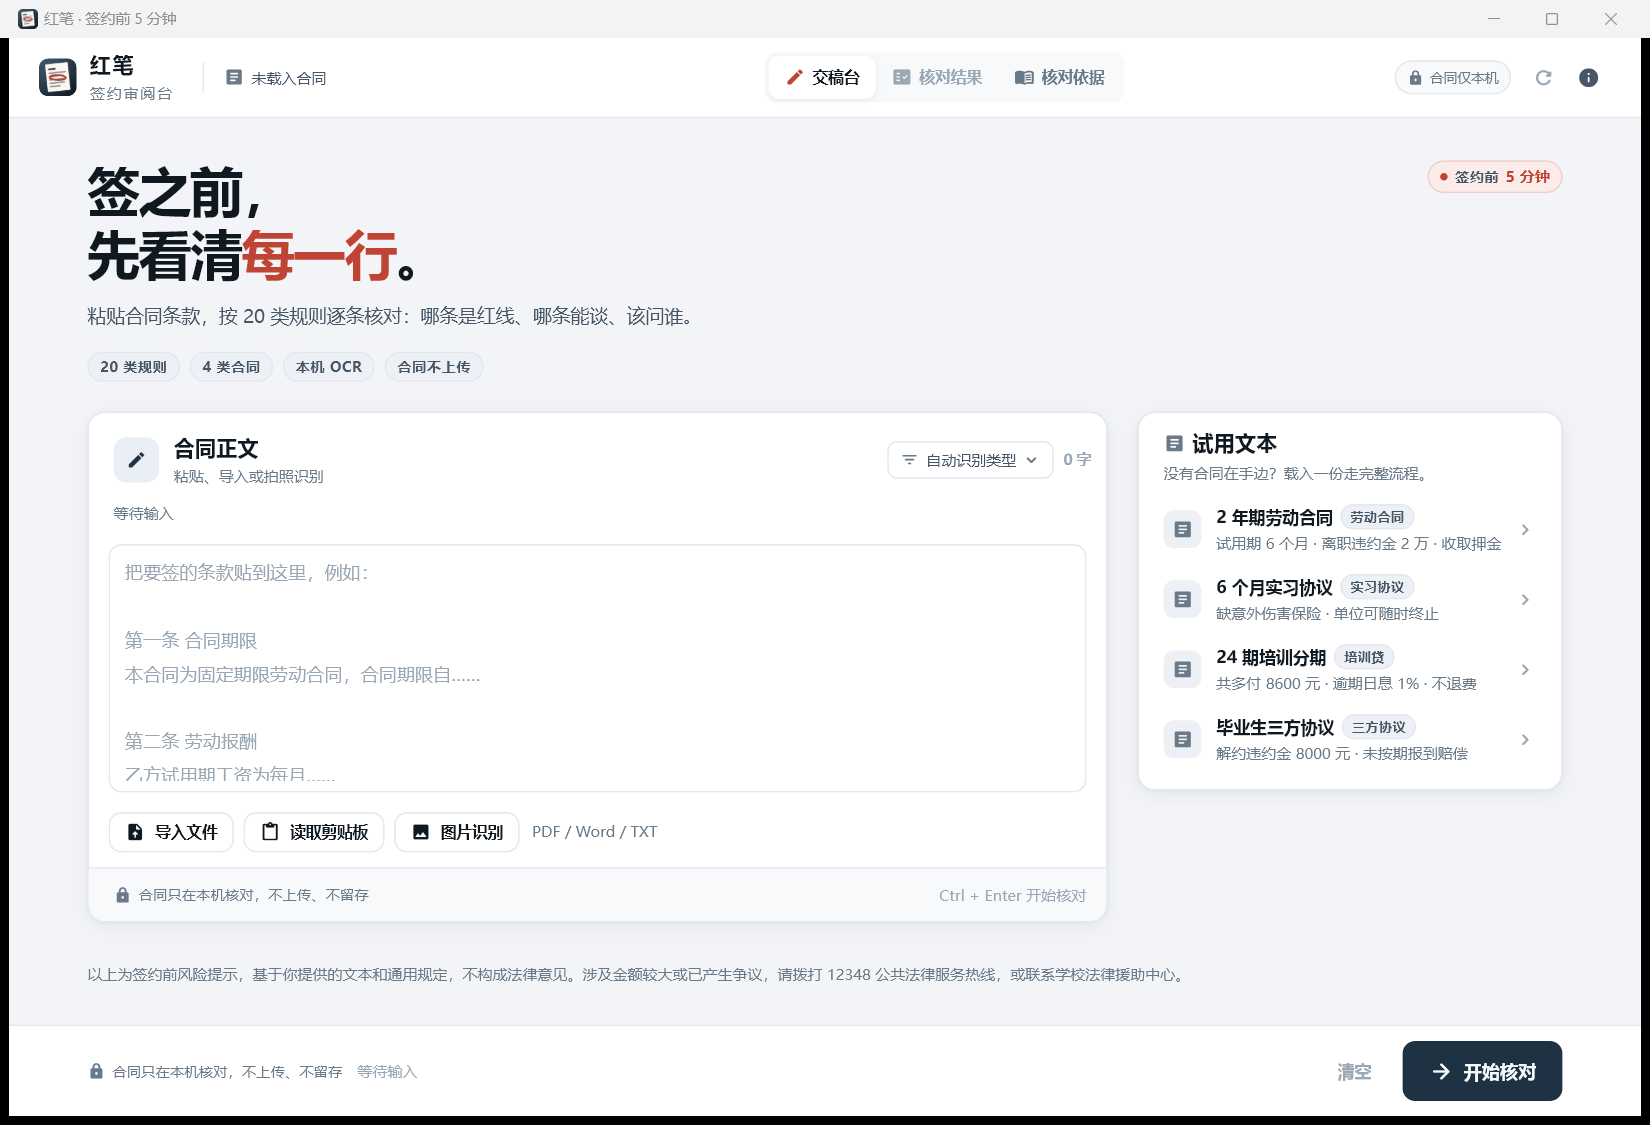 红笔 · 签约前 5 分钟
红笔
签约审阅台
未载入合同
交稿台
核对结果
核对依据
合同仅本机
签之前，
先看清每一行。
签约前 5 分钟
粘贴合同条款，按 20 类规则逐条核对：哪条是红线、哪条能谈、该问谁。
20 类规则
4 类合同
本机 OCR
合同不上传
合同正文
粘贴、导入或拍照识别
自动识别类型
0 字
等待输入
把要签的条款贴到这里，例如：
第一条 合同期限
本合同为固定期限劳动合同，合同期限自……
第二条 劳动报酬
乙方试用期工资为每月……
导入文件
读取剪贴板
图片识别
PDF / Word / TXT
合同只在本机核对，不上传、不留存
Ctrl + Enter 开始核对
试用文本
没有合同在手边？载入一份走完整流程。
2 年期劳动合同 劳动合同
试用期 6 个月 · 离职违约金 2 万 · 收取押金
6 个月实习协议 实习协议
缺意外伤害保险 · 单位可随时终止
24 期培训分期 培训贷
共多付 8600 元 · 逾期日息 1% · 不退费
毕业生三方协议 三方协议
解约违约金 8000 元 · 未按期报到赔偿
以上为签约前风险提示，基于你提供的文本和通用规定，不构成法律意见。涉及金额较大或已产生争议，请拨打 12348 公共法律服务热线，或联系学校法律援助中心。
合同只在本机核对，不上传、不留存
等待输入
清空
开始核对